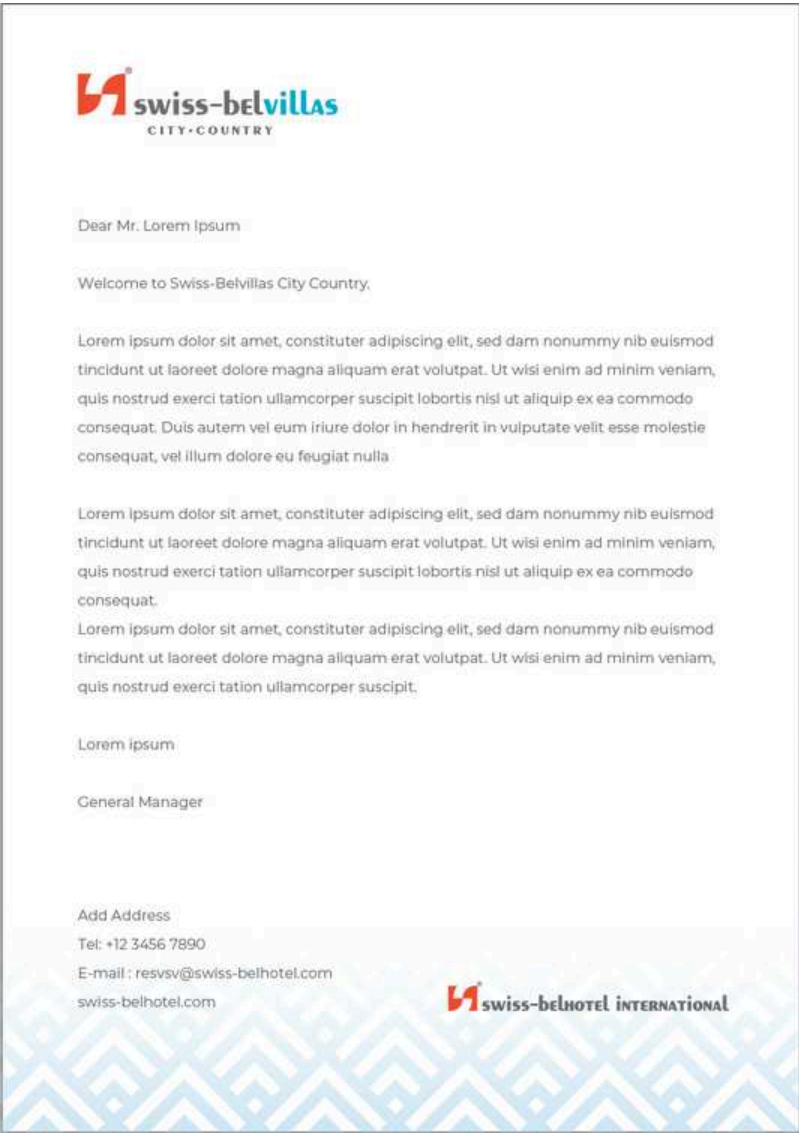 swiss-belvillas
CITY•COUNTRY
Dear Mr. Lorem Ipsum
Welcome to Swiss-Belvillas City Country.
Lorem ipsum dolor sit amet, constituter adipiscing elit, sed dam nonummy nib euismod
tincidunt ut laoreet dolore magna aliquam erat volutpat. Ut wisi enim ad minim veniam,
quis nostrud exerci tation ullamcorper suscipit lobortis nisl ut aliquip ex ea commodo
consequat. Duis autem vel eum iriure dolor in hendrerit in vulputate velit esse molestie
consequat, vel illum dolore eu feugiat nulla
Lorem ipsum dolor sit amet, constituter adipiscing elit, sed dam nonummy nib euismod
tincidunt ut laoreet dolore magna aliquam erat volutpat. Ut wisi enim ad minim veniam,
quis nostrud exerci tation ullamcorper suscipit lobortis nisl ut aliquip ex ea commodo
consequat.
Lorem ipsum dolor sit amet, constituter adipiscing elit, sed dam nonummy nib euismod
tincidunt ut laoreet dolore magna aliquam erat volutpat. Ut wisi enim ad minim veniam,
quis nostrud exerci tation ullamcorper suscipit.
Lorem ipsum
General Manager
Add Address
Tel: +12 3456 7890
E-mail : resvsv@swiss-belhotel.com
swiss-belhotel.com
swiss-belHOTEL INTERNATIONAL